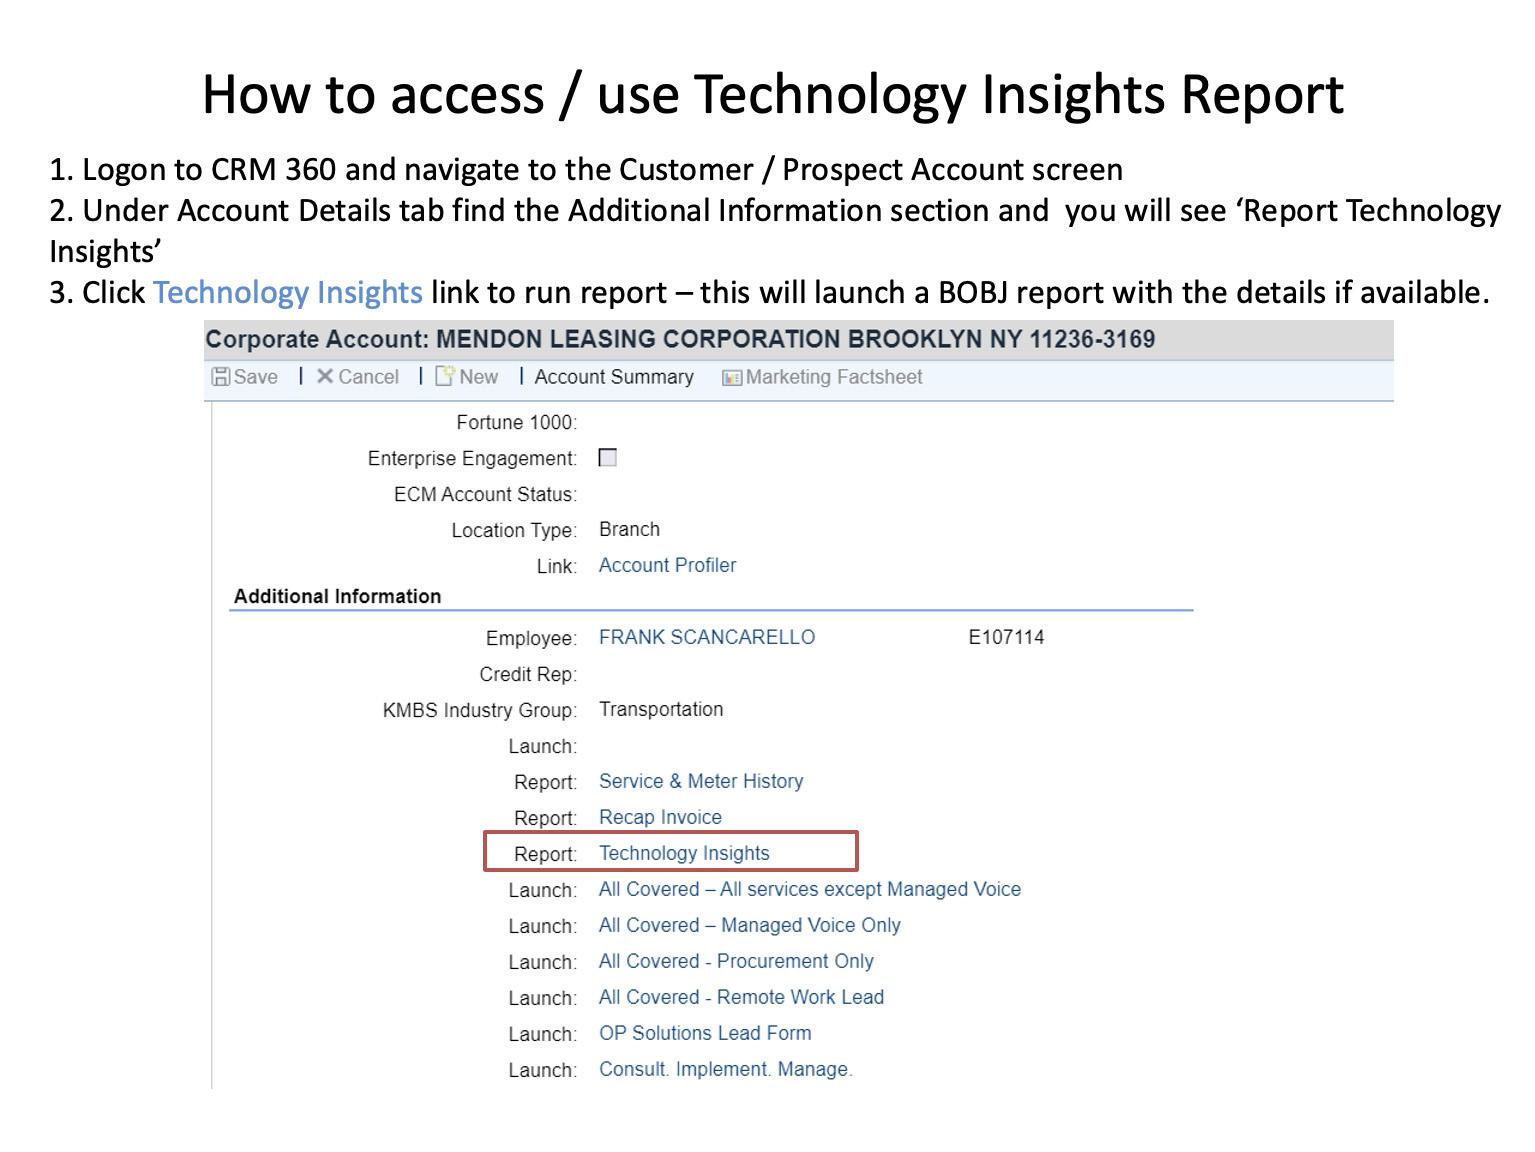 How to access / use Technology Insights Report
1. Logon to CRM 360 and navigate to the Customer / Prospect Account screen
2. Under Account Details tab find the Additional Information section and  you will see ‘Report Technology
Insights’
3. Click Technology Insights link to run report – this will launch a BOBJ report with the details if available.
Corporate Account: MENDON LEASING CORPORATION BROOKLYN NY 11236-3169
Save | Cancel | New | Account Summary Marketing Factsheet
Fortune 1000:
Enterprise Engagement:
ECM Account Status:
Location Type: Branch
Link: Account Profiler
Additional Information
Employee: FRANK SCANCARELLO E107114
Credit Rep:
KMBS Industry Group: Transportation
Launch:
Report: Service & Meter History
Report: Recap Invoice
Report: Technology Insights
Launch: All Covered – All services except Managed Voice
Launch: All Covered – Managed Voice Only
Launch: All Covered - Procurement Only
Launch: All Covered - Remote Work Lead
Launch: OP Solutions Lead Form
Launch: Consult. Implement. Manage.